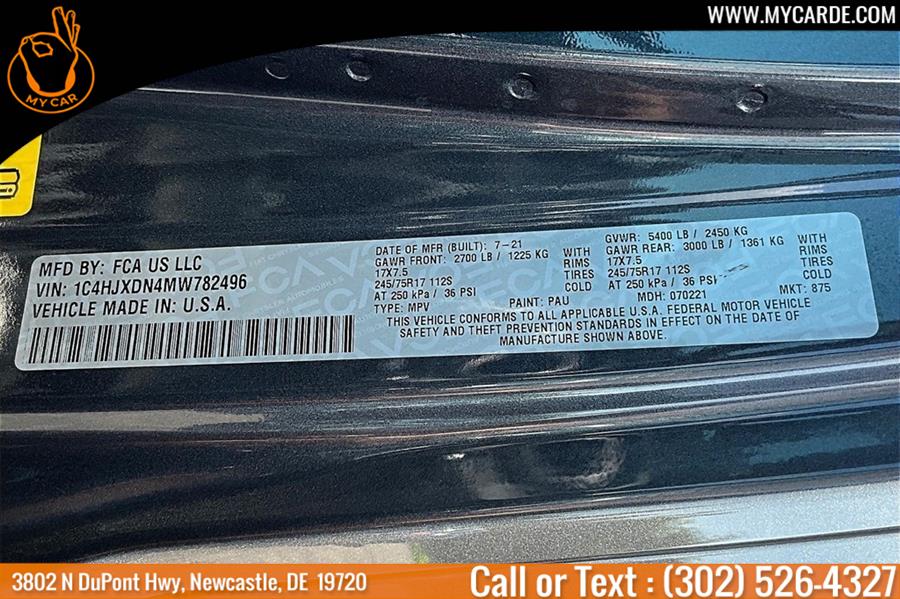 WWW.MYCARDE.COM
MY CAR
MFD BY: FCA US LLC
VIN: 1C4HJXDN4MW782496
VEHICLE MADE IN U.S.A.
DATE OF MFR (BUILT): 7-21
GAWR FRONT: 2700 LB / 1225 KG WITH
17X7.5 TIRES
245/75R17 112S RIMS
AT 250 kPa / 36 PSI COLD
TYPE: MPV PAINT: PAU
GVWR: 5400 LB / 2450 KG
GAWR REAR: 3000 LB / 1361 KG WITH
17X7.5 TIRES
245/75R17 112S RIMS
AT 250 kPa / 36 PSI COLD
MDH: 070221 MKT: 875
THIS VEHICLE CONFORMS TO ALL APPLICABLE U.S.A. FEDERAL MOTOR VEHICLE
SAFETY AND THEFT PREVENTION STANDARDS IN EFFECT ON THE DATE OF
MANUFACTURE SHOWN ABOVE.
3802 N DuPont Hwy, Newcastle, DE 19720
Call or Text : (302) 526-4327